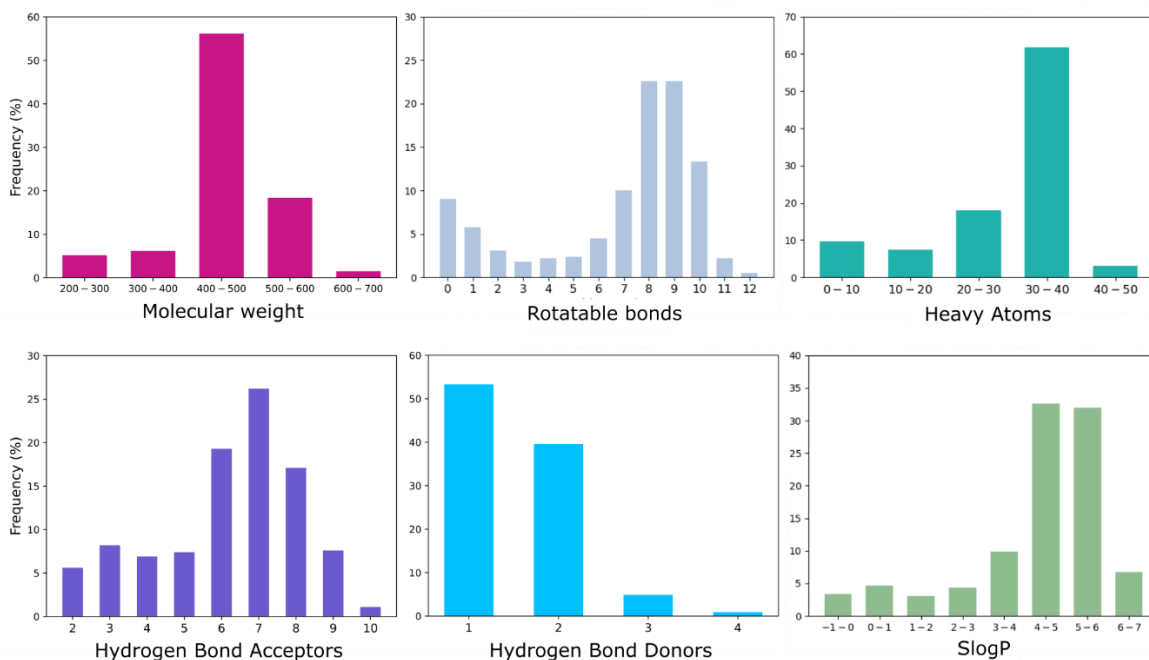 Frequency (%)
60
50
40
30
20
10
0
200 − 300
300 − 400
400 − 500
500 − 600
600 − 700
Molecular weight
30
25
20
15
10
5
0
0
1
2
3
4
5
6
7
8
9
10
11
12
Rotatable bonds
70
60
50
40
30
20
10
0
0 − 10
10 − 20
20 − 30
30 − 40
40 − 50
Heavy Atoms
Frequency (%)
30
25
20
15
10
5
0
2
3
4
5
6
7
8
9
10
Hydrogen Bond Acceptors
60
50
40
30
20
10
0
1
2
3
4
Hydrogen Bond Donors
40
35
30
25
20
15
10
5
0
−1 − 0
0 − 1
1 − 2
2 − 3
3 − 4
4 − 5
5 − 6
6 − 7
SlogP